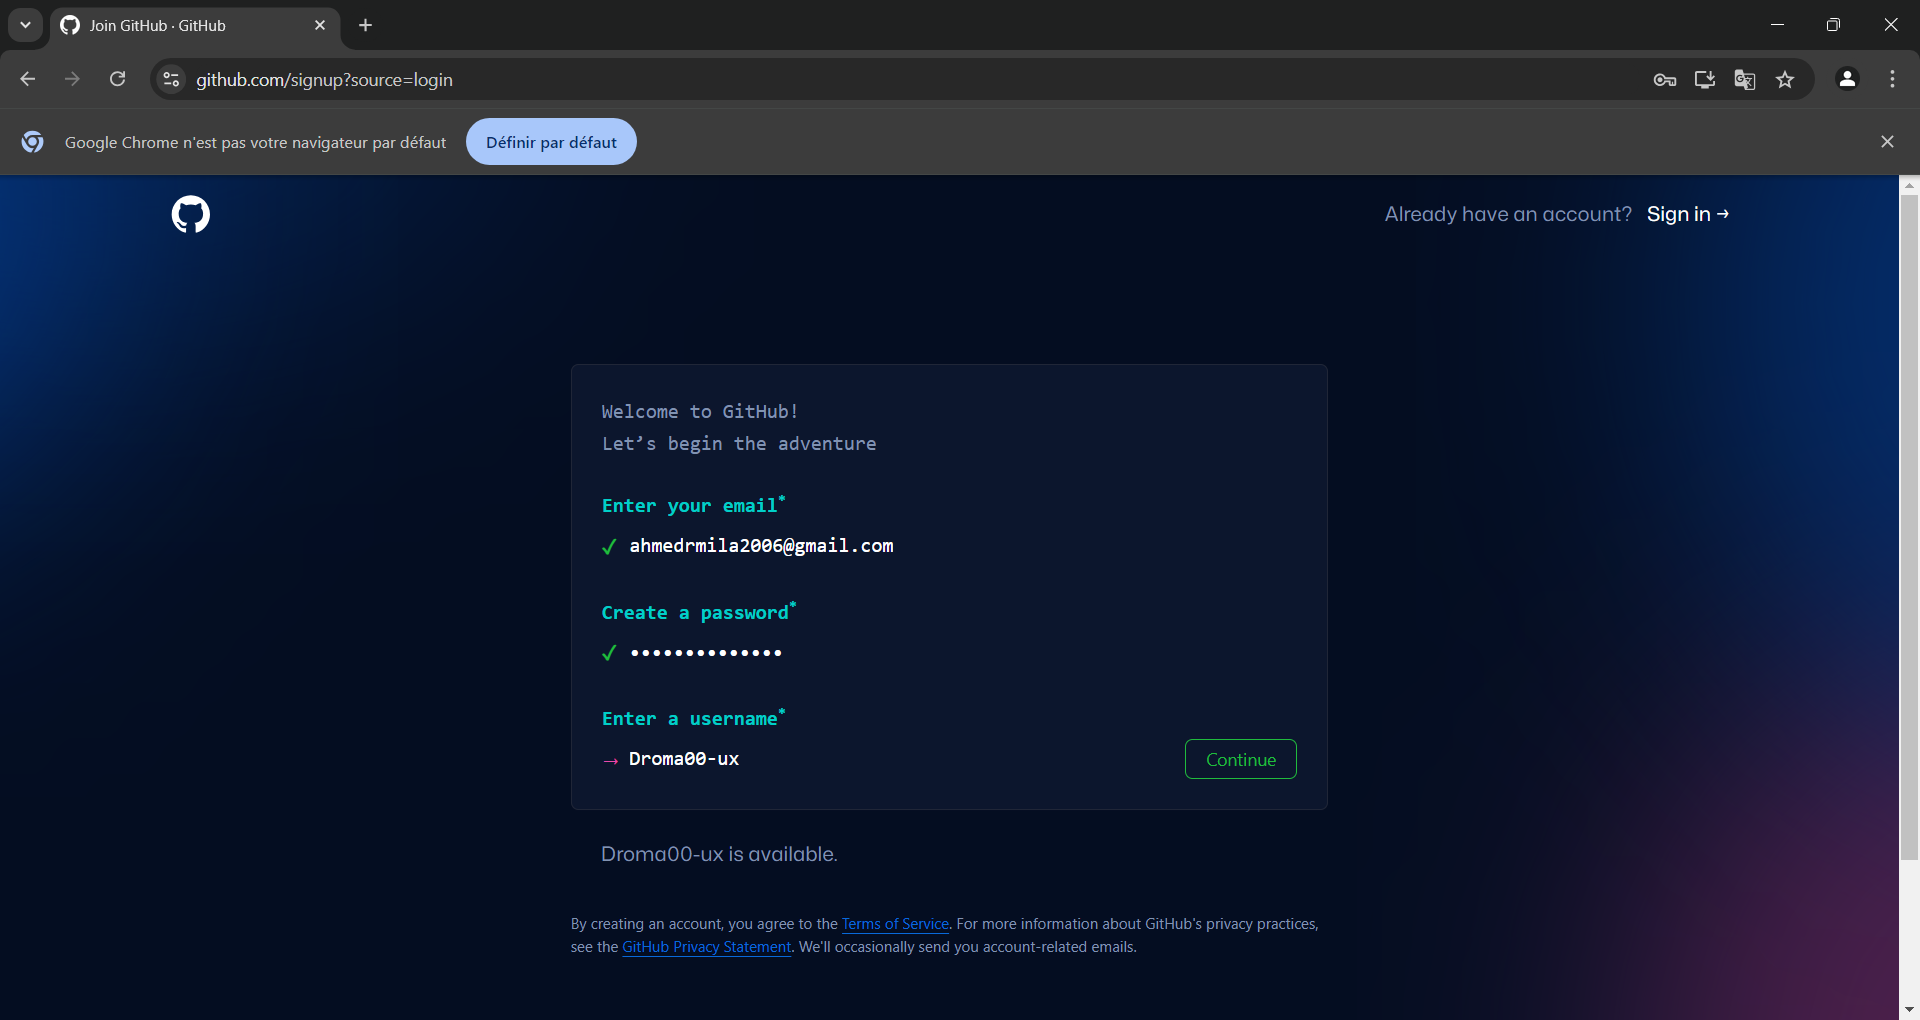 Join GitHub · GitHub
github.com/signup?source=login
Google Chrome n'est pas votre navigateur par défaut
Définir par défaut
Already have an account? Sign in →
Welcome to GitHub!
Let’s begin the adventure
Enter your email*
✓ ahmedrmila2006@gmail.com
Create a password*
✓ ••••••••••••••
Enter a username*
→ Droma00-ux
Continue
Droma00-ux is available.
By creating an account, you agree to the Terms of Service. For more information about GitHub's privacy practices,
see the GitHub Privacy Statement. We'll occasionally send you account-related emails.